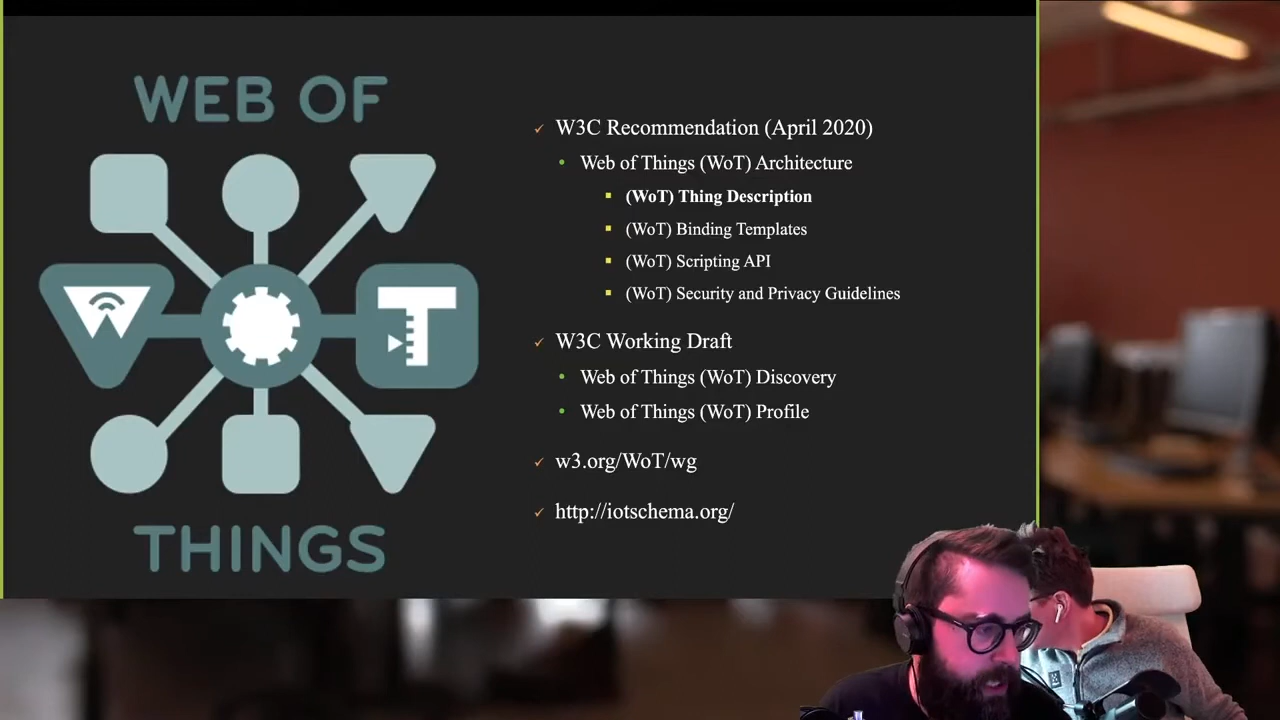 WEB OF
W T
THINGS
W3C Recommendation (April 2020)
Web of Things (WoT) Architecture
(WoT) Thing Description
(WoT) Binding Templates
(WoT) Scripting API
(WoT) Security and Privacy Guidelines
W3C Working Draft
Web of Things (WoT) Discovery
Web of Things (WoT) Profile
w3.org/WoT/wg
http://iotschema.org/